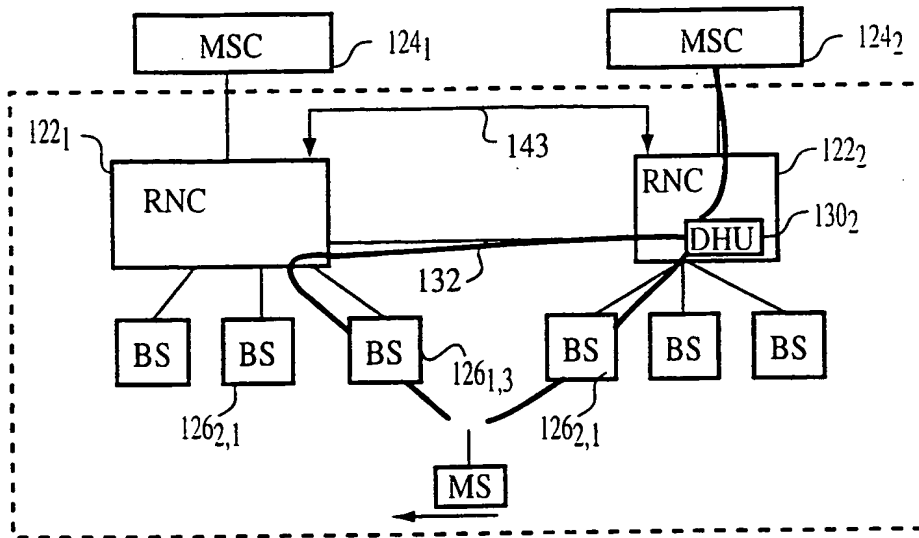 MSC
124₁
MSC
124₂
122₁
RNC
143
RNC
122₂
DHU
130₂
132
BS
BS
BS
BS
BS
BS
126₂,₁
126₁,₃
126₂,₁
MS